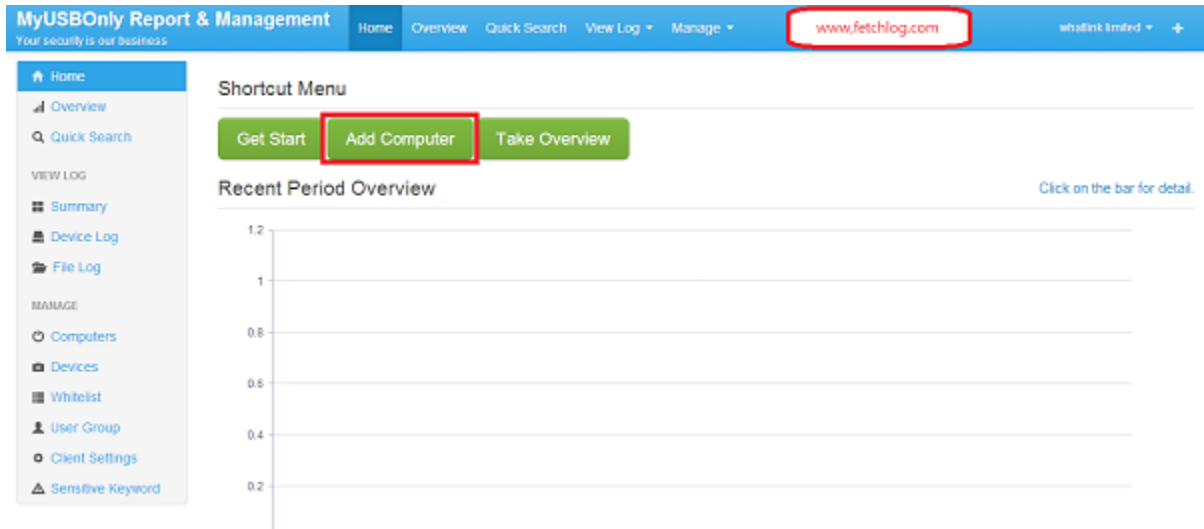 MyUSBOnly Report & Management
Your security is our business
Home Overview Quick Search View Log Manage
www,fetchlog.com
whatlink limited
Home
Overview
Quick Search
VIEW LOG
Summary
Device Log
File Log
MANAGE
Computers
Devices
Whitelist
User Group
Client Settings
Sensitive Keyword
Shortcut Menu
Get Start Add Computer Take Overview
Recent Period Overview
Click on the bar for detail.
1.2
1
0.8
0.6
0.4
0.2